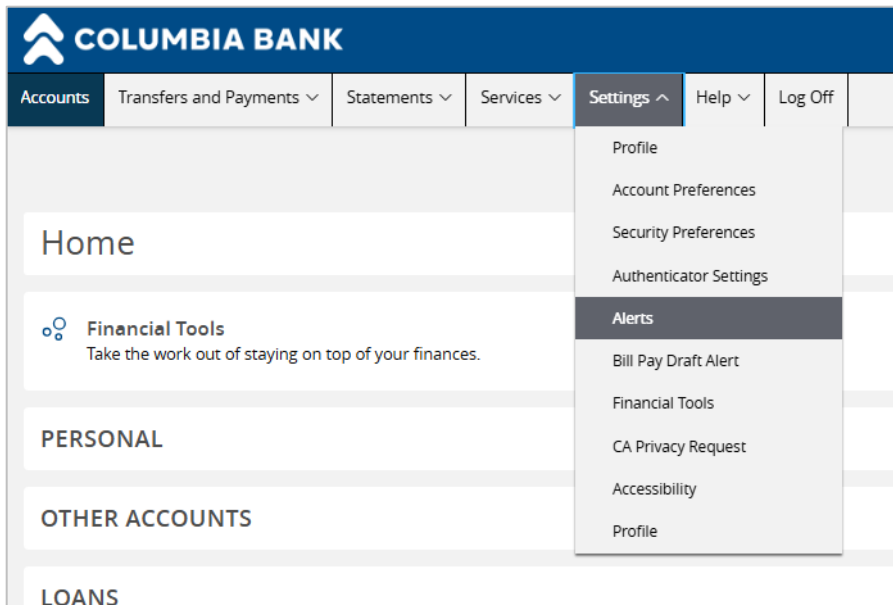 COLUMBIA BANK
Accounts Transfers and Payments Statements Services Settings Help Log Off
Profile
Account Preferences
Security Preferences
Authenticator Settings
Alerts
Bill Pay Draft Alert
Financial Tools
CA Privacy Request
Accessibility
Profile
Home
Financial Tools
Take the work out of staying on top of your finances.
PERSONAL
OTHER ACCOUNTS
LOANS